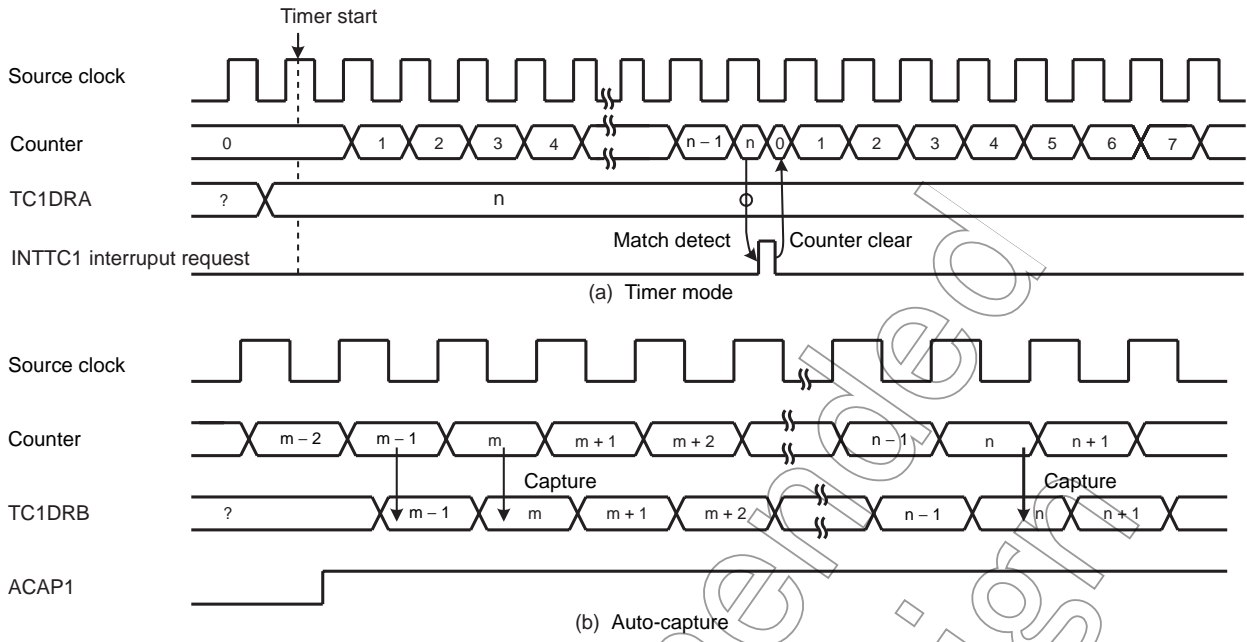 Timer start
Source clock
Counter
0 1 2 3 4 n – 1 n 0 1 2 3 4 5 6 7
TC1DRA
? n
Match detect Counter clear
INTTC1 interruput request
(a) Timer mode
Source clock
Counter
m – 2 m – 1 m m + 1 m + 2 n – 1 n n + 1
Capture Capture
TC1DRB
? m – 1 m m + 1 m + 2 n – 1 n n + 1
ACAP1
(b) Auto-capture